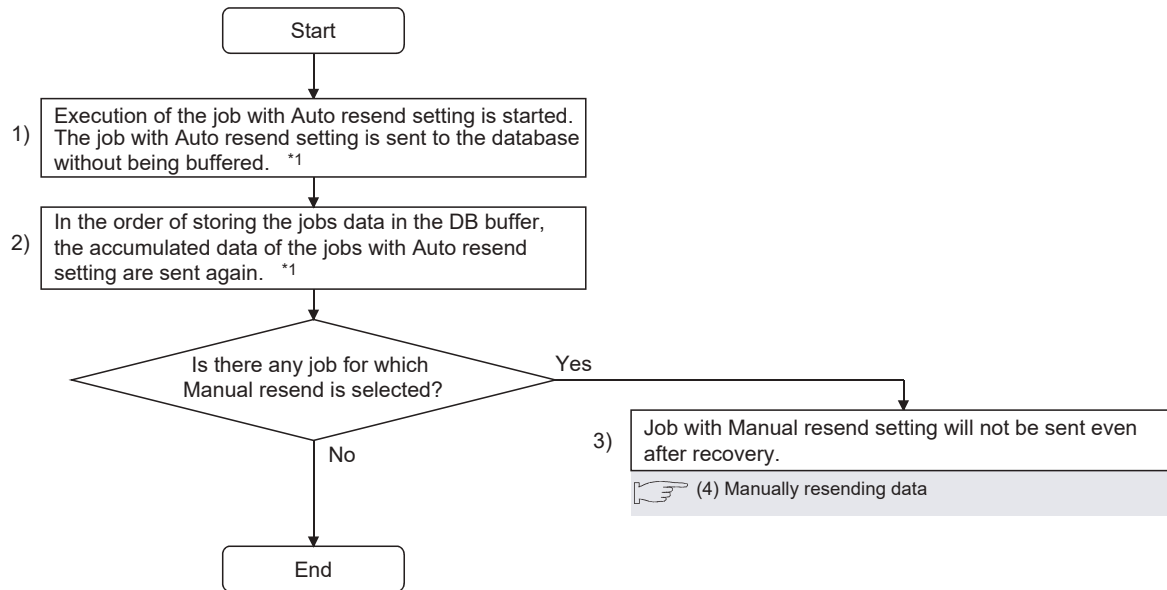 Start
1)
Execution of the job with Auto resend setting is started.
The job with Auto resend setting is sent to the database
without being buffered. *1
2)
In the order of storing the jobs data in the DB buffer,
the accumulated data of the jobs with Auto resend
setting are sent again. *1
Is there any job for which
Manual resend is selected?
Yes
No
3)
Job with Manual resend setting will not be sent even
after recovery.
(4) Manually resending data
End